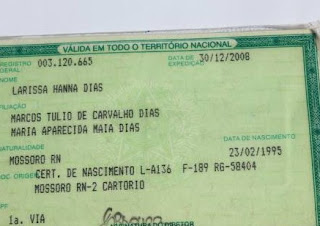 VÁLIDA EM TODO O TERRITÓRIO NACIONAL
REGISTRO GERAL 003.120.665 DATA DE EXPEDIÇÃO 30/12/2008
LARISSA HANNA DIAS
FILIAÇÃO
MARCOS TULIO DE CARVALHO DIAS
MARIA APARECIDA MAIA DIAS
NATURALIDADE DATA DE NASCIMENTO
MOSSORO RN 23/02/1995
DOC. ORIGEM CERT. DE NASCIMENTO L-A136 F-189 RG-58404
MOSSORO RN-2 CARTORIO
1a. VIA